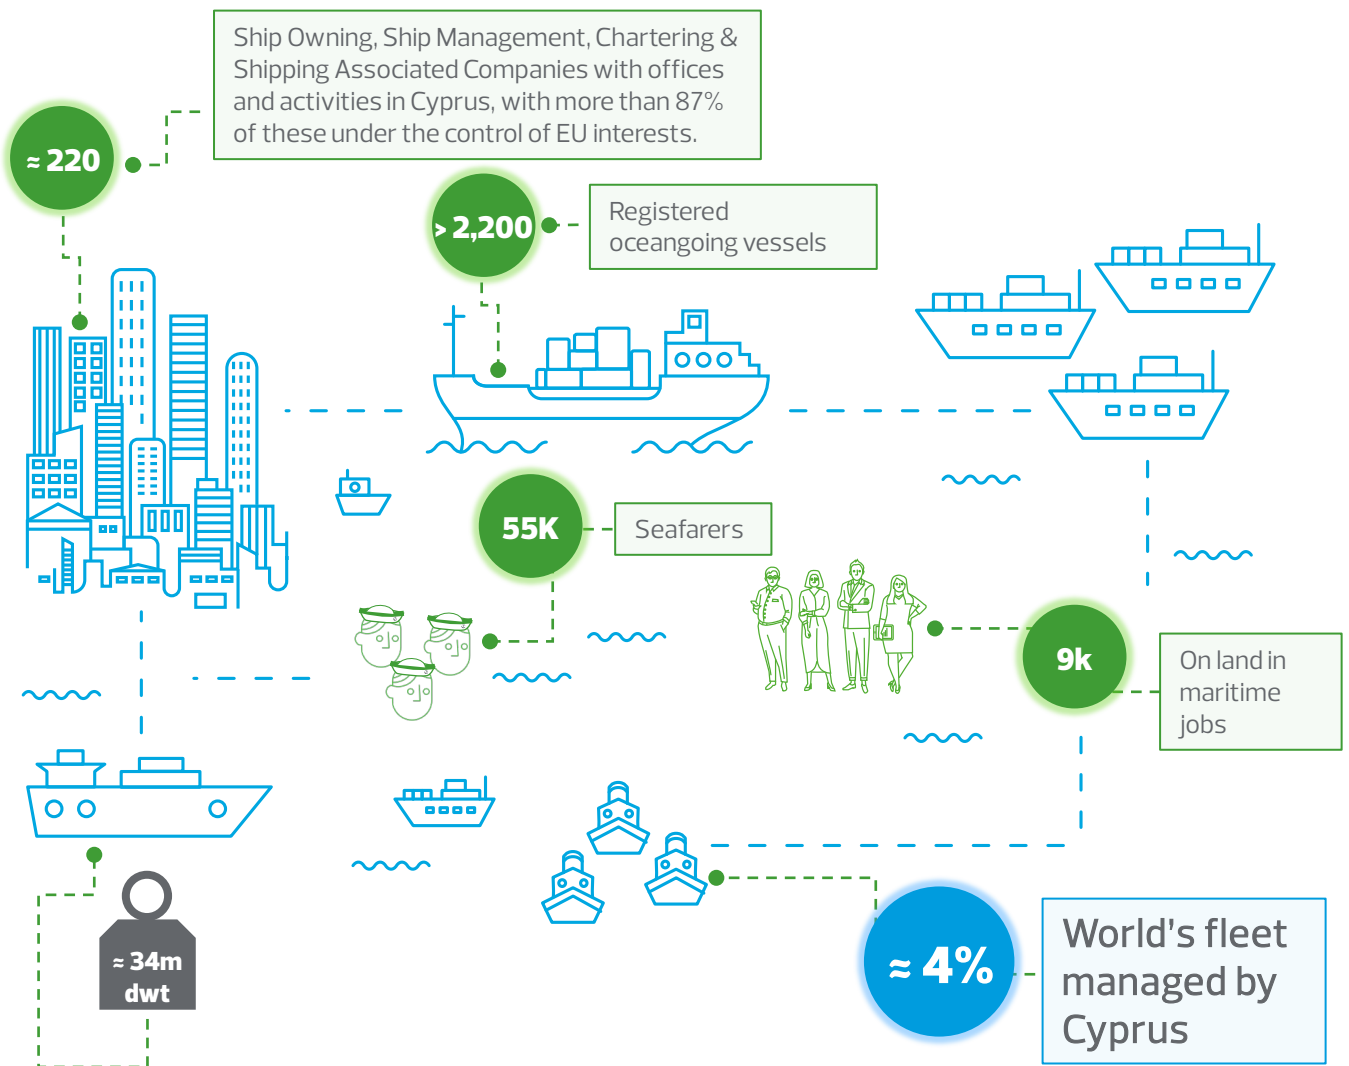 Ship Owning, Ship Management, Chartering &
Shipping Associated Companies with offices
and activities in Cyprus, with more than 87%
of these under the control of EU interests.
≈ 220
> 2,200
Registered
oceangoing vessels
55K
Seafarers
9k
On land in
maritime
jobs
≈ 34m
dwt
≈ 4%
World's fleet
managed by
Cyprus